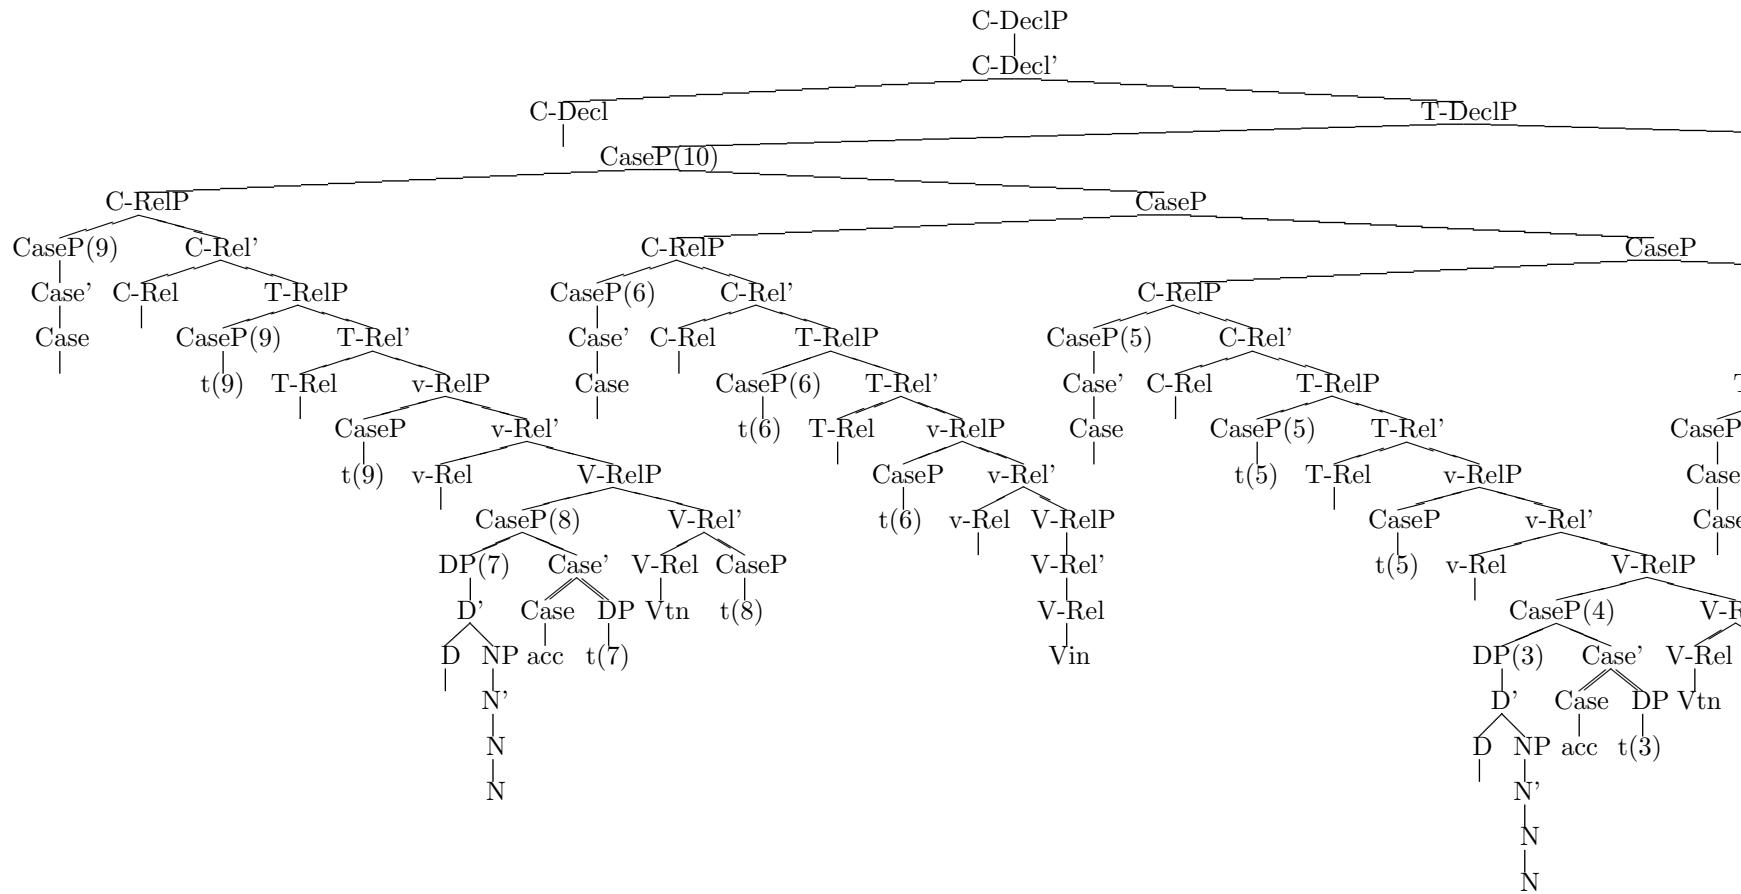 C-DeclP
C-Decl’
C-Decl T-DeclP
CaseP(10)
C-RelP CaseP
CaseP(9) C-Rel’ C-RelP CaseP
Case’ C-Rel T-RelP CaseP(6) C-Rel’ C-RelP
Case CaseP(9) T-Rel’ Case’ C-Rel T-RelP CaseP(5) C-Rel’
t(9) T-Rel v-RelP Case CaseP(6) T-Rel’ Case’ C-Rel T-RelP T
CaseP v-Rel’ t(6) T-Rel v-RelP Case CaseP(5) T-Rel’ CaseP
t(9) v-Rel V-RelP CaseP v-Rel’ t(5) T-Rel v-RelP Case
CaseP(8) V-Rel’ t(6) v-Rel V-RelP CaseP v-Rel’ Case
DP(7) Case’ V-Rel CaseP V-Rel’ t(5) v-Rel V-RelP
D’ Case DP Vtn t(8) V-Rel CaseP(4) V-R
D NP acc t(7) Vin DP(3) Case’ V-Rel
N’ D’ Case DP Vtn
N D NP acc t(3)
N N’
N
N